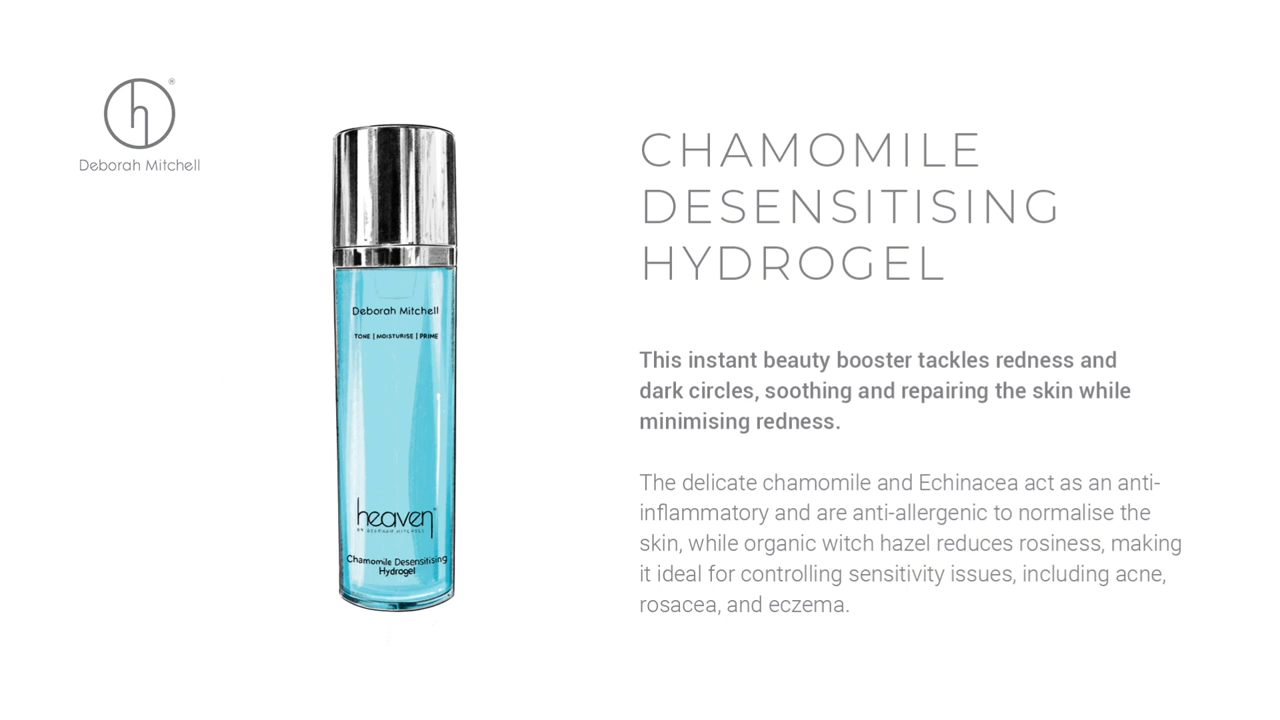 ®
Deborah Mitchell
CHAMOMILE
DESENSITISING
HYDROGEL
This instant beauty booster tackles redness and
dark circles, soothing and repairing the skin while
minimising redness.
The delicate chamomile and Echinacea act as an anti-
inflammatory and are anti-allergenic to normalise the
skin, while organic witch hazel reduces rosiness, making
it ideal for controlling sensitivity issues, including acne,
rosacea, and eczema.
Deborah Mitchell
TONE | MOISTURISE | PRIME
heaven®
BY DEBORAH MITCHELL
Chamomile Desensitising
Hydrogel